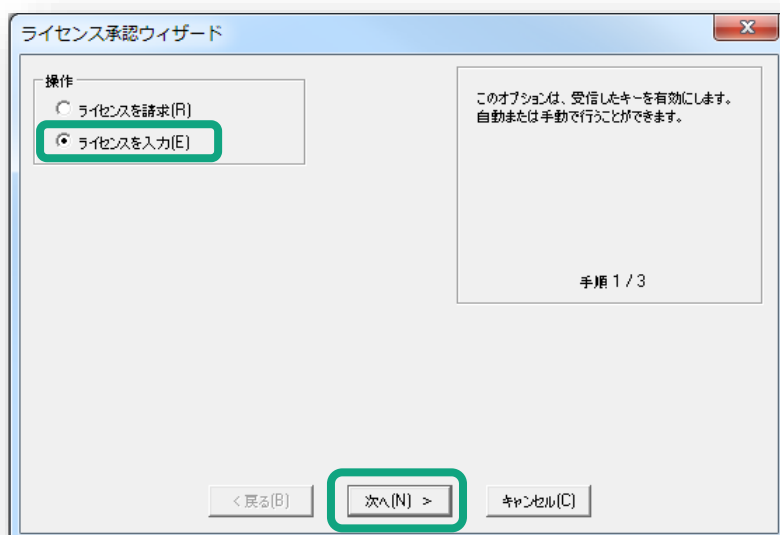 ライセンス承認ウィザード
操作
ライセンスを請求(R)
ライセンスを入力(E)
このオプションは、受信したキーを有効にします。
自動または手動で行うことができます。
手順 1 / 3
< 戻る(B)
次へ(N) >
キャンセル(C)